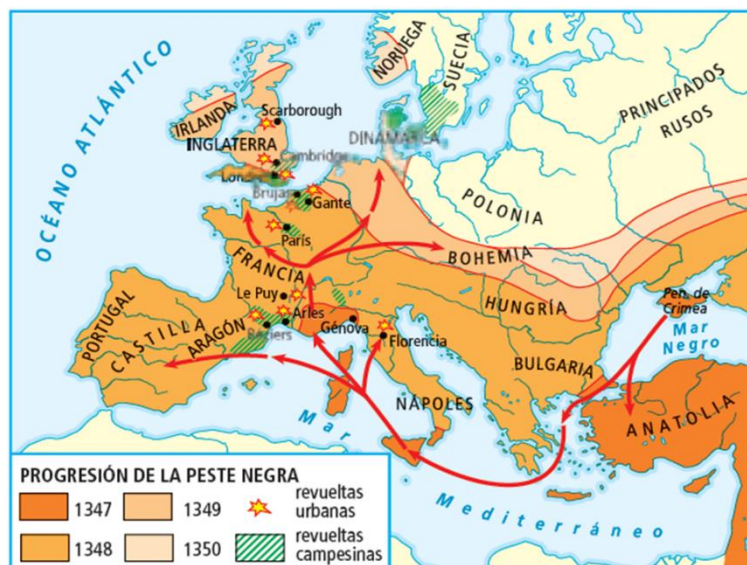 OCÉANO ATLÁNTICO
NORUEGA
SUECIA
PRINCIPADOS
RUSOS
IRLANDA
Scarborough
INGLATERRA
Cambridge
DINAMARCA
Brujas
Gante
POLONIA
París
BOHEMIA
FRANCIA
HUNGRÍA
Pen. de
Crimea
Le Puy
Arles
Génova
Florencia
Mar
Negro
PORTUGAL
CASTILLA
ARAGÓN
BULGARIA
NÁPOLES
ANATOLIA
Mar
Mediterráneo
PROGRESIÓN DE LA PESTE NEGRA
1347
1349
revueltas
urbanas
1348
1350
revueltas
campesinas